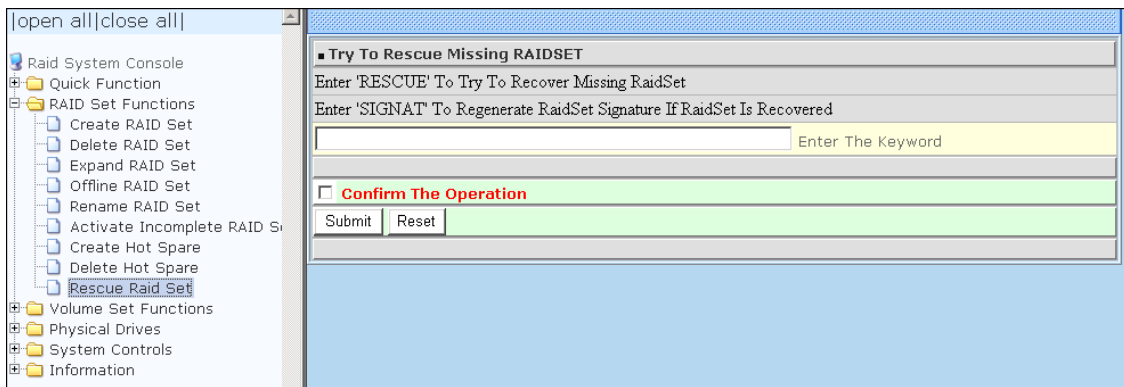 |open all|close all|
Raid System Console
Quick Function
RAID Set Functions
Create RAID Set
Delete RAID Set
Expand RAID Set
Offline RAID Set
Rename RAID Set
Activate Incomplete RAID S
Create Hot Spare
Delete Hot Spare
Rescue Raid Set
Volume Set Functions
Physical Drives
System Controls
Information
Try To Rescue Missing RAIDSET
Enter 'RESCUE' To Try To Recover Missing RaidSet
Enter 'SIGNAT' To Regenerate RaidSet Signature If RaidSet Is Recovered
Enter The Keyword
Confirm The Operation
Submit Reset